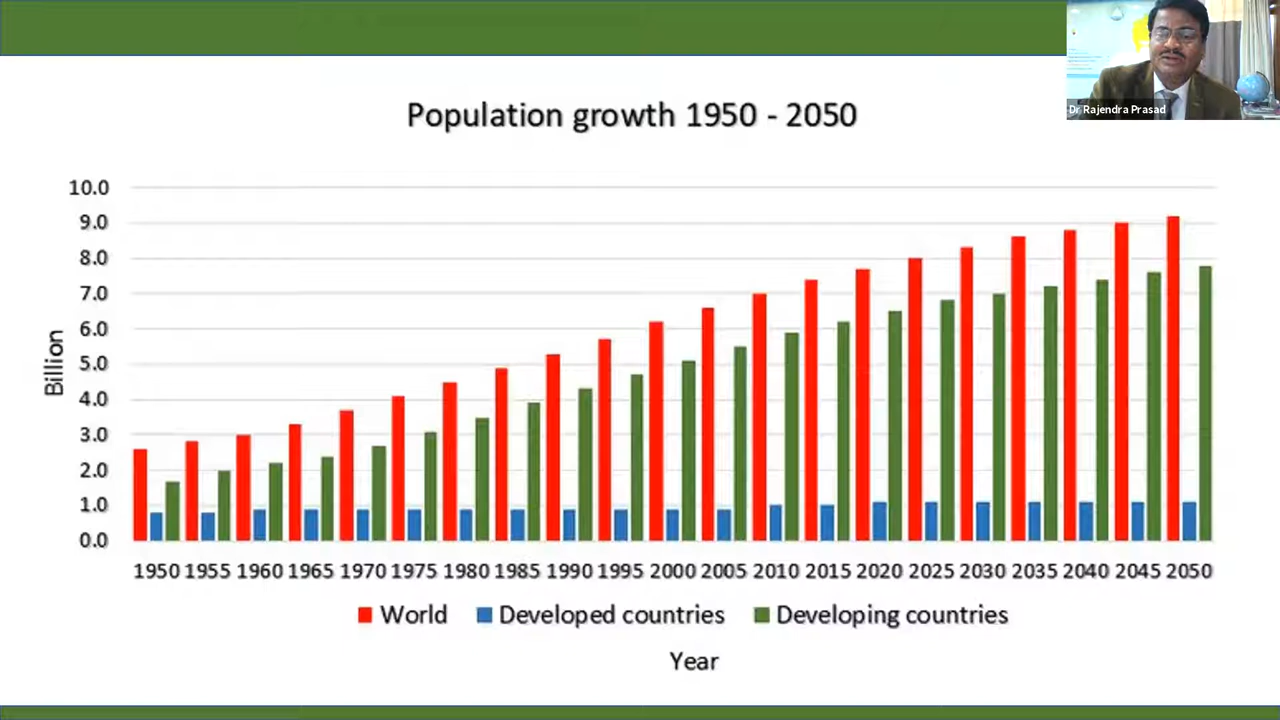 Dr Rajendra Prasad
Population growth 1950 - 2050
10.0
9.0
8.0
7.0
6.0
5.0
4.0
3.0
2.0
1.0
0.0
Billion
1950 1955 1960 1965 1970 1975 1980 1985 1990 1995 2000 2005 2010 2015 2020 2025 2030 2035 2040 2045 2050
World Developed countries Developing countries
Year